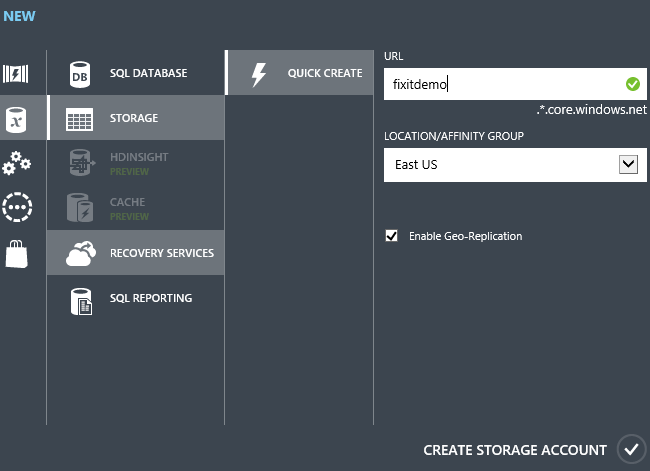 NEW
SQL DATABASE
STORAGE
HDINSIGHT
PREVIEW
CACHE
PREVIEW
RECOVERY SERVICES
SQL REPORTING
QUICK CREATE
URL
fixitdemo
.*.core.windows.net
LOCATION/AFFINITY GROUP
East US
Enable Geo-Replication
CREATE STORAGE ACCOUNT